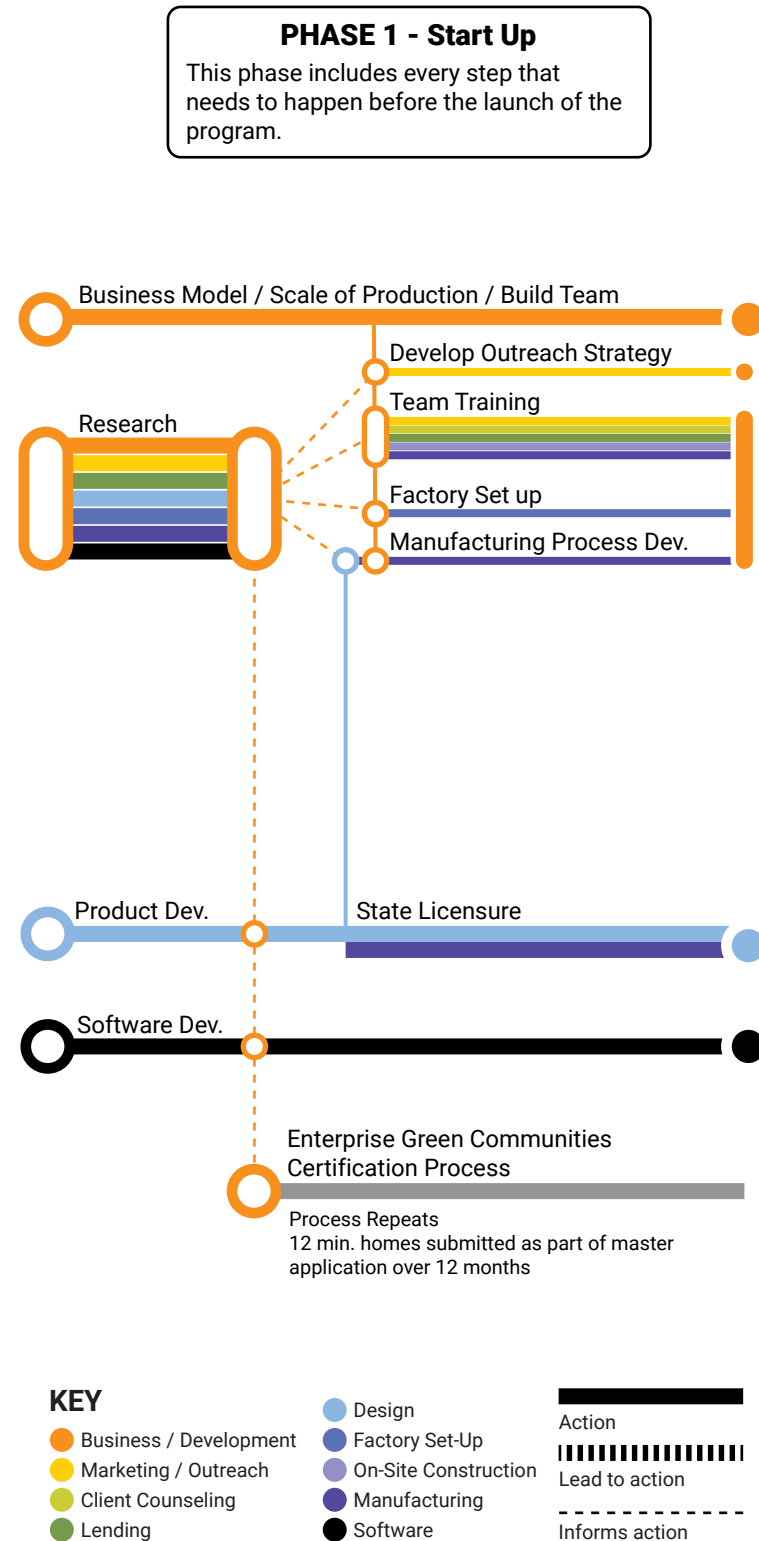 PHASE 1 - Start Up
This phase includes every step that
needs to happen before the launch of the
program.
Business Model / Scale of Production / Build Team
Develop Outreach Strategy
Team Training
Research
Factory Set up
Manufacturing Process Dev.
Product Dev.
State Licensure
Software Dev.
Enterprise Green Communities
Certification Process
Process Repeats
12 min. homes submitted as part of master
application over 12 months
KEY
Business / Development
Marketing / Outreach
Client Counseling
Lending
Design
Factory Set-Up
On-Site Construction
Manufacturing
Software
Action
Lead to action
Informs action